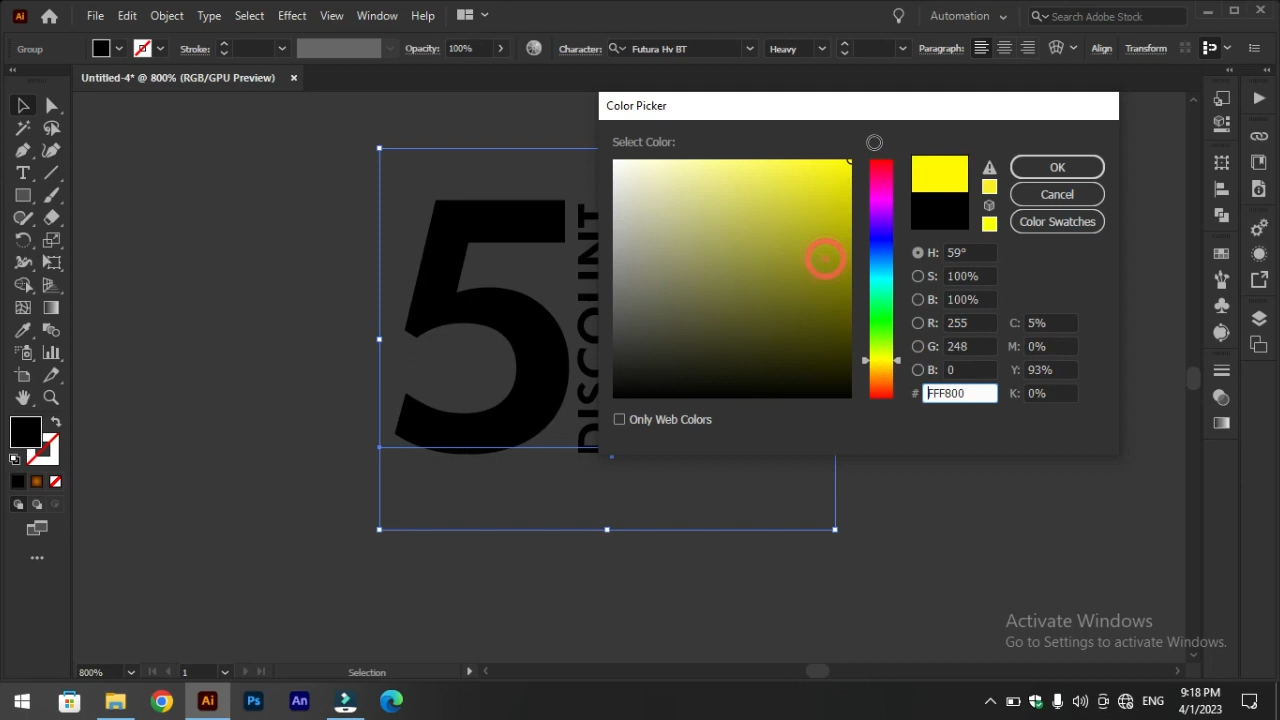 Ai
File Edit Object Type Select Effect View Window Help
Automation
Search Adobe Stock
Group
Stroke:
Opacity: 100%
Character: Futura Hv BT
Heavy
Paragraph:
Align
Transform
Untitled-4* @ 800% (RGB/GPU Preview) ×
Color Picker
Select Color:
OK
Cancel
Color Swatches
H: 59°
S: 100%
B: 100%
R: 255 C: 5%
G: 248 M: 0%
B: 0 Y: 93%
# FFF800 K: 0%
Only Web Colors
5
DISCOUNT
Activate Windows
Go to Settings to activate Windows.
800%
1
Selection
Ai Ps An
ENG
9:18 PM
4/1/2023